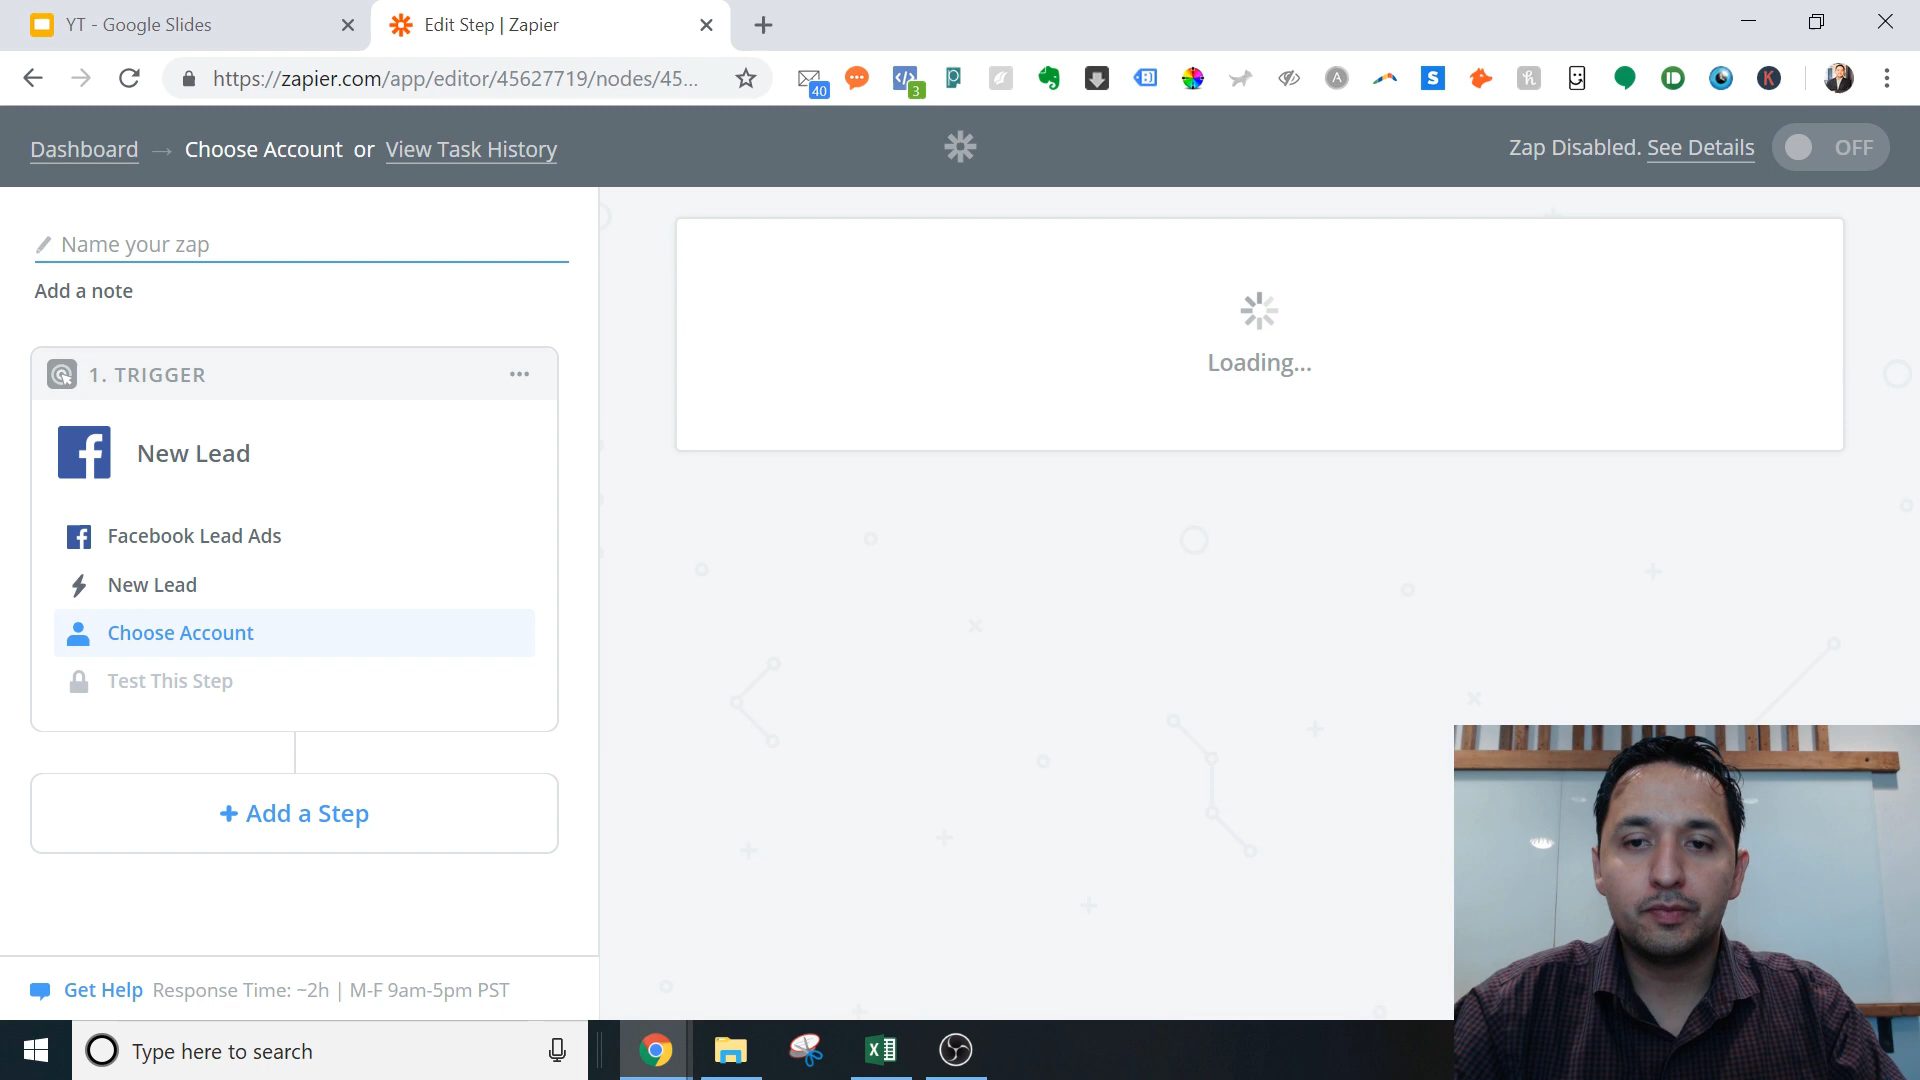 YT - Google Slides
Edit Step | Zapier
https://zapier.com/app/editor/45627719/nodes/45...
40
3
Dashboard → Choose Account or View Task History
Zap Disabled. See Details
OFF
Name your zap
Add a note
1. TRIGGER
New Lead
Facebook Lead Ads
New Lead
Choose Account
Test This Step
+ Add a Step
Loading...
Get Help Response Time: ~2h | M-F 9am-5pm PST
Type here to search